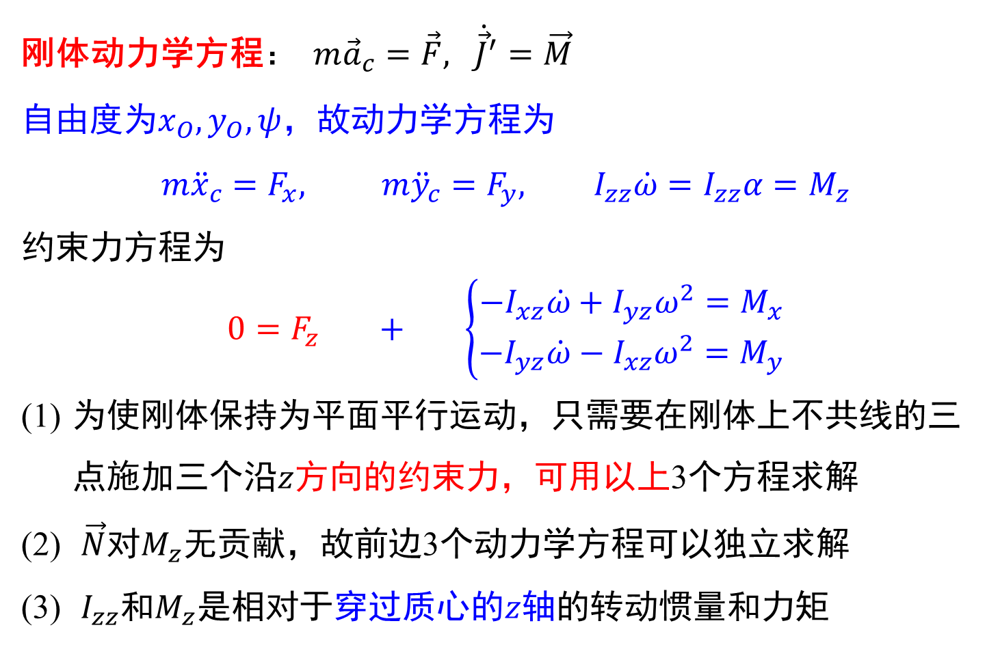 刚体动力学方程： $m\vec{a}_c = \vec{F},\ \dot{\vec{J}}' = \vec{M}$
自由度为$x_O, y_O, \psi$，故动力学方程为
$m\ddot{x}_c = F_x,\quad m\ddot{y}_c = F_y,\quad I_{zz}\dot{\omega} = I_{zz}\alpha = M_z$
约束力方程为
$0 = F_z \quad + \quad \begin{cases} -I_{xz}\dot{\omega} + I_{yz}\omega^2 = M_x \\ -I_{yz}\dot{\omega} - I_{xz}\omega^2 = M_y \end{cases}$
(1) 为使刚体保持为平面平行运动，只需要在刚体上不共线的三
点施加三个沿$z$方向的约束力，可用以上3个方程求解
(2) $\vec{N}$对$M_z$无贡献，故前边3个动力学方程可以独立求解
(3) $I_{zz}$和$M_z$是相对于穿过质心的$z$轴的转动惯量和力矩